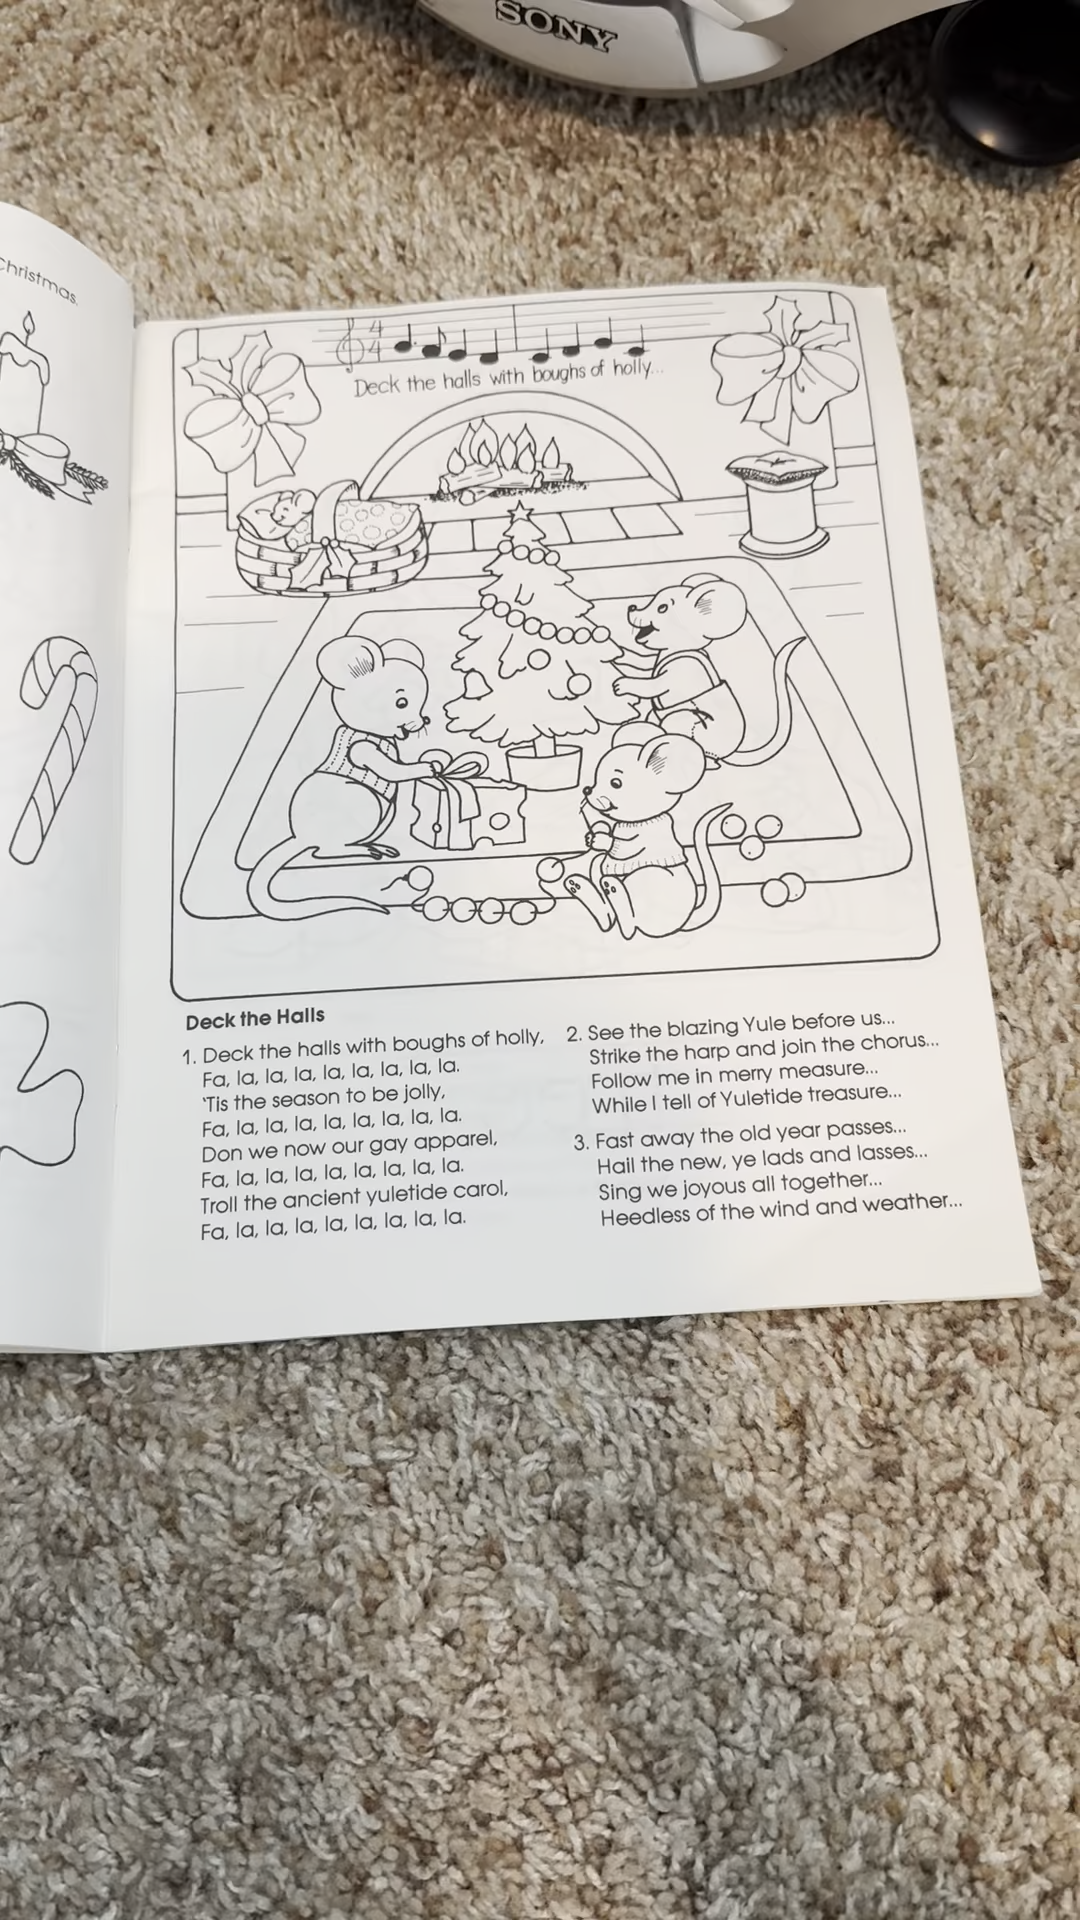 SONY
Christmas.
4
4
Deck the halls with boughs of holly...
Deck the Halls
1. Deck the halls with boughs of holly,
Fa, la, la, la, la, la, la, la, la.
'Tis the season to be jolly,
Fa, la, la, la, la, la, la, la, la.
Don we now our gay apparel,
Fa, la, la, la, la, la, la, la, la.
Troll the ancient yuletide carol,
Fa, la, la, la, la, la, la, la, la.
2. See the blazing Yule before us...
Strike the harp and join the chorus...
Follow me in merry measure...
While I tell of Yuletide treasure...
3. Fast away the old year passes...
Hail the new, ye lads and lasses...
Sing we joyous all together...
Heedless of the wind and weather...